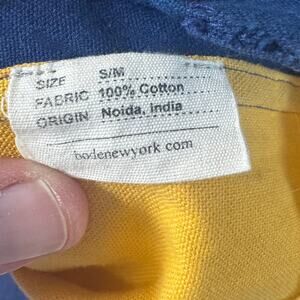 SIZE S/M
FABRIC 100% Cotton
ORIGIN Noida, India
bodenewyork.com